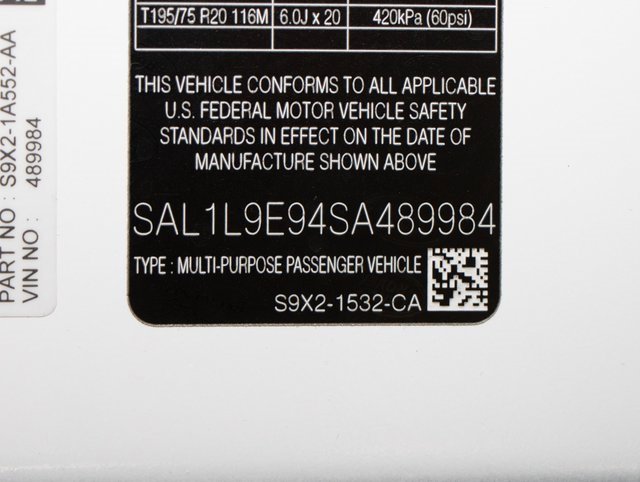 T195/75 R20 116M 6.0J x 20 420kPa (60psi)
THIS VEHICLE CONFORMS TO ALL APPLICABLE
U.S. FEDERAL MOTOR VEHICLE SAFETY
STANDARDS IN EFFECT ON THE DATE OF
MANUFACTURE SHOWN ABOVE
SAL1L9E94SA489984
TYPE : MULTI-PURPOSE PASSENGER VEHICLE
S9X2-1532-CA
PART NO : S9X2-1A552-AA
VIN NO : 489984